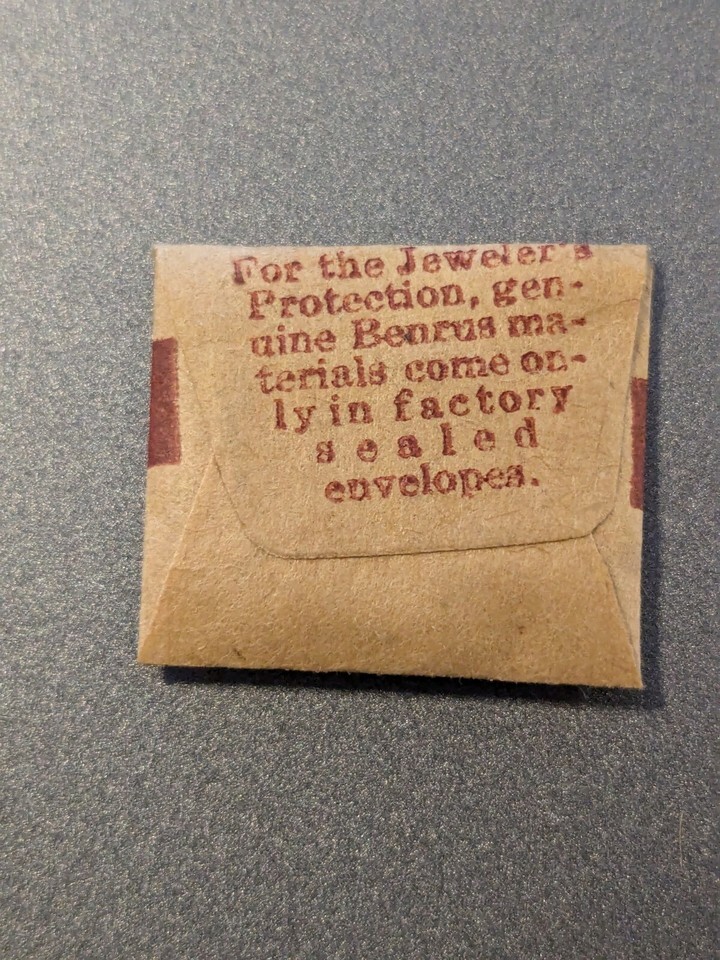 For the Jeweler's
Protection, gen-
uine Benrus ma-
terials come on-
ly in factory
sealed
envelopes.